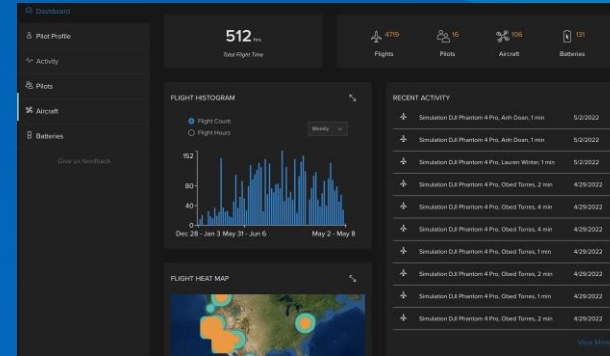 Dashboard
Pilot Profile
Activity
Pilots
Aircraft
Batteries
Give us feedback
512 hrs
Total Flight Time
4719
Flights
16
Pilots
106
Aircraft
131
Batteries
FLIGHT HISTOGRAM
Flight Count
Flight Hours
Weekly
152
80
40
0
Dec 28 - Jan 3 May 31 - Jun 6 May 2 - May 8
FLIGHT HEAT MAP
RECENT ACTIVITY
Simulation DJI Phantom 4 Pro, Anh Doan, 1 min 5/2/2022
Simulation DJI Phantom 4 Pro, Anh Doan, 1 min 5/2/2022
Simulation DJI Phantom 4 Pro, Lauren Winter, 1 min 5/2/2022
Simulation DJI Phantom 4 Pro, Obed Torres, 2 min 4/29/2022
Simulation DJI Phantom 4 Pro, Obed Torres, 4 min 4/29/2022
Simulation DJI Phantom 4 Pro, Obed Torres, 4 min 4/29/2022
Simulation DJI Phantom 4 Pro, Obed Torres, 1 min 4/29/2022
Simulation DJI Phantom 4 Pro, Obed Torres, 2 min 4/29/2022
Simulation DJI Phantom 4 Pro, Obed Torres, 1 min 4/29/2022
Simulation DJI Phantom 4 Pro, Obed Torres, 2 min 4/29/2022
View More